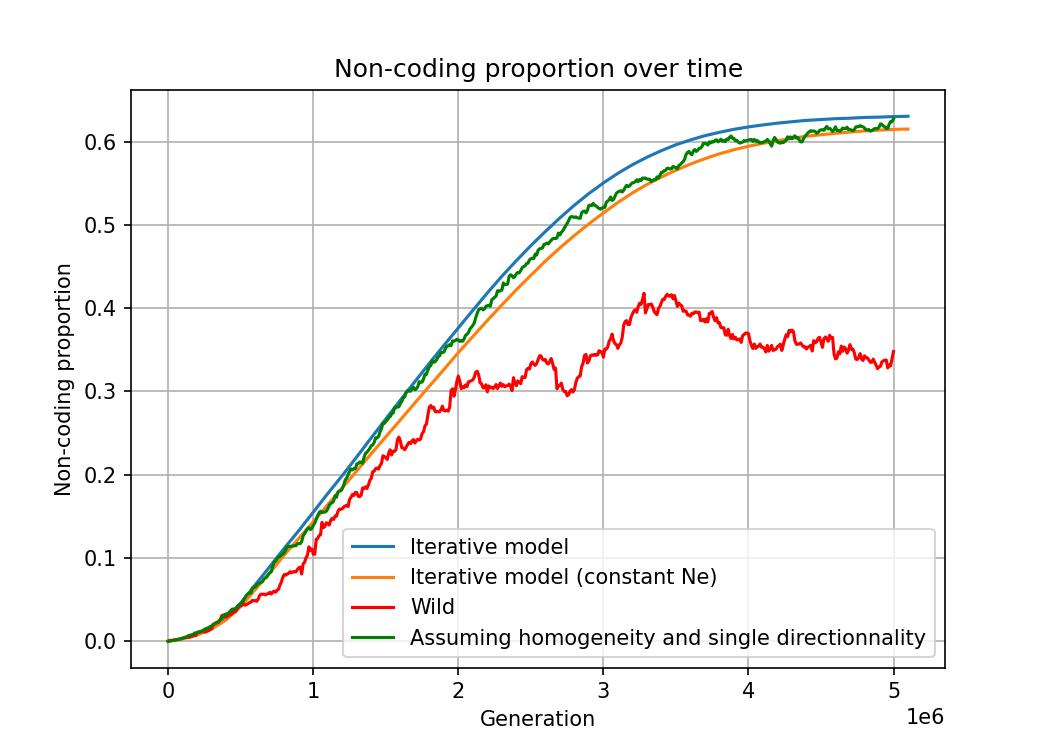 Non-coding proportion over time
Non-coding proportion
0.6
0.5
0.4
0.3
0.2
0.1
0.0
Iterative model
Iterative model (constant Ne)
Wild
Assuming homogeneity and single directionnality
0 1 2 3 4 5
1e6
Generation